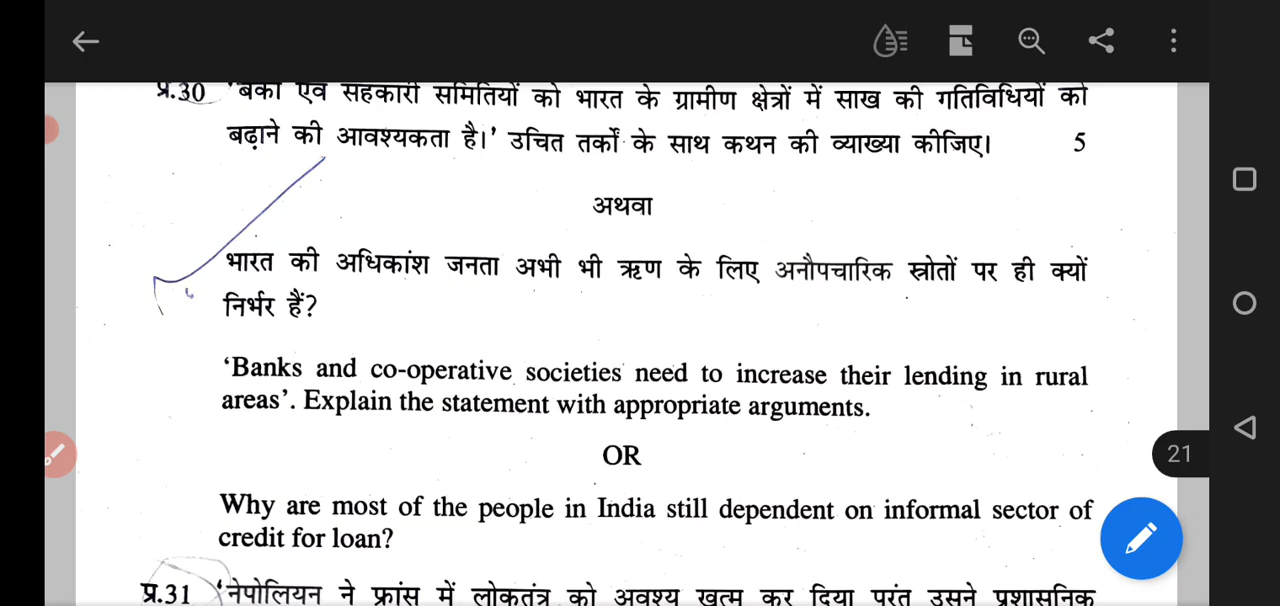 प्र.30 'बैंकों एवं सहकारी समितियों को भारत के ग्रामीण क्षेत्रों में साख की गतिविधियों को
बढ़ाने की आवश्यकता है।' उचित तर्कों के साथ कथन की व्याख्या कीजिए। 5
अथवा
भारत की अधिकांश जनता अभी भी ऋण के लिए अनौपचारिक स्रोतों पर ही क्यों
निर्भर हैं?
'Banks and co-operative societies need to increase their lending in rural
areas'. Explain the statement with appropriate arguments.
OR
21
Why are most of the people in India still dependent on informal sector of
credit for loan?
प्र.31 'नेपोलियन ने फ्रांस में लोकतंत्र को अवश्य खत्म कर दिया परंतु उसने प्रशासनिक